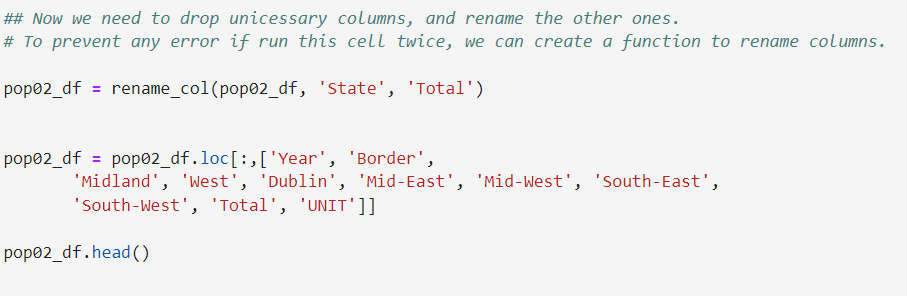 ## Now we need to drop unicessary columns, and rename the other ones.
# To prevent any error if run this cell twice, we can create a function to rename columns.
pop02_df = rename_col(pop02_df, 'State', 'Total')
pop02_df = pop02_df.loc[:,['Year', 'Border',
'Midland', 'West', 'Dublin', 'Mid-East', 'Mid-West', 'South-East',
'South-West', 'Total', 'UNIT']]
pop02_df.head()